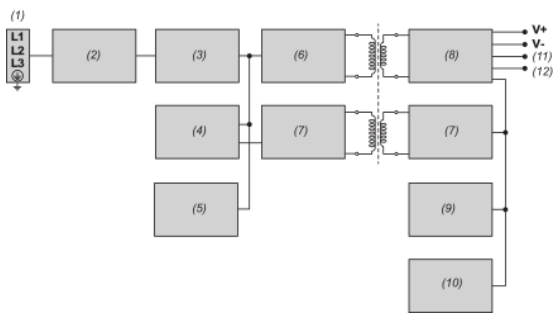 (1)
L1
L2
L3
(2)
(3)
(6)
(8)
V+
V-
(11)
(12)
(4)
(7)
(7)
(5)
(9)
(10)